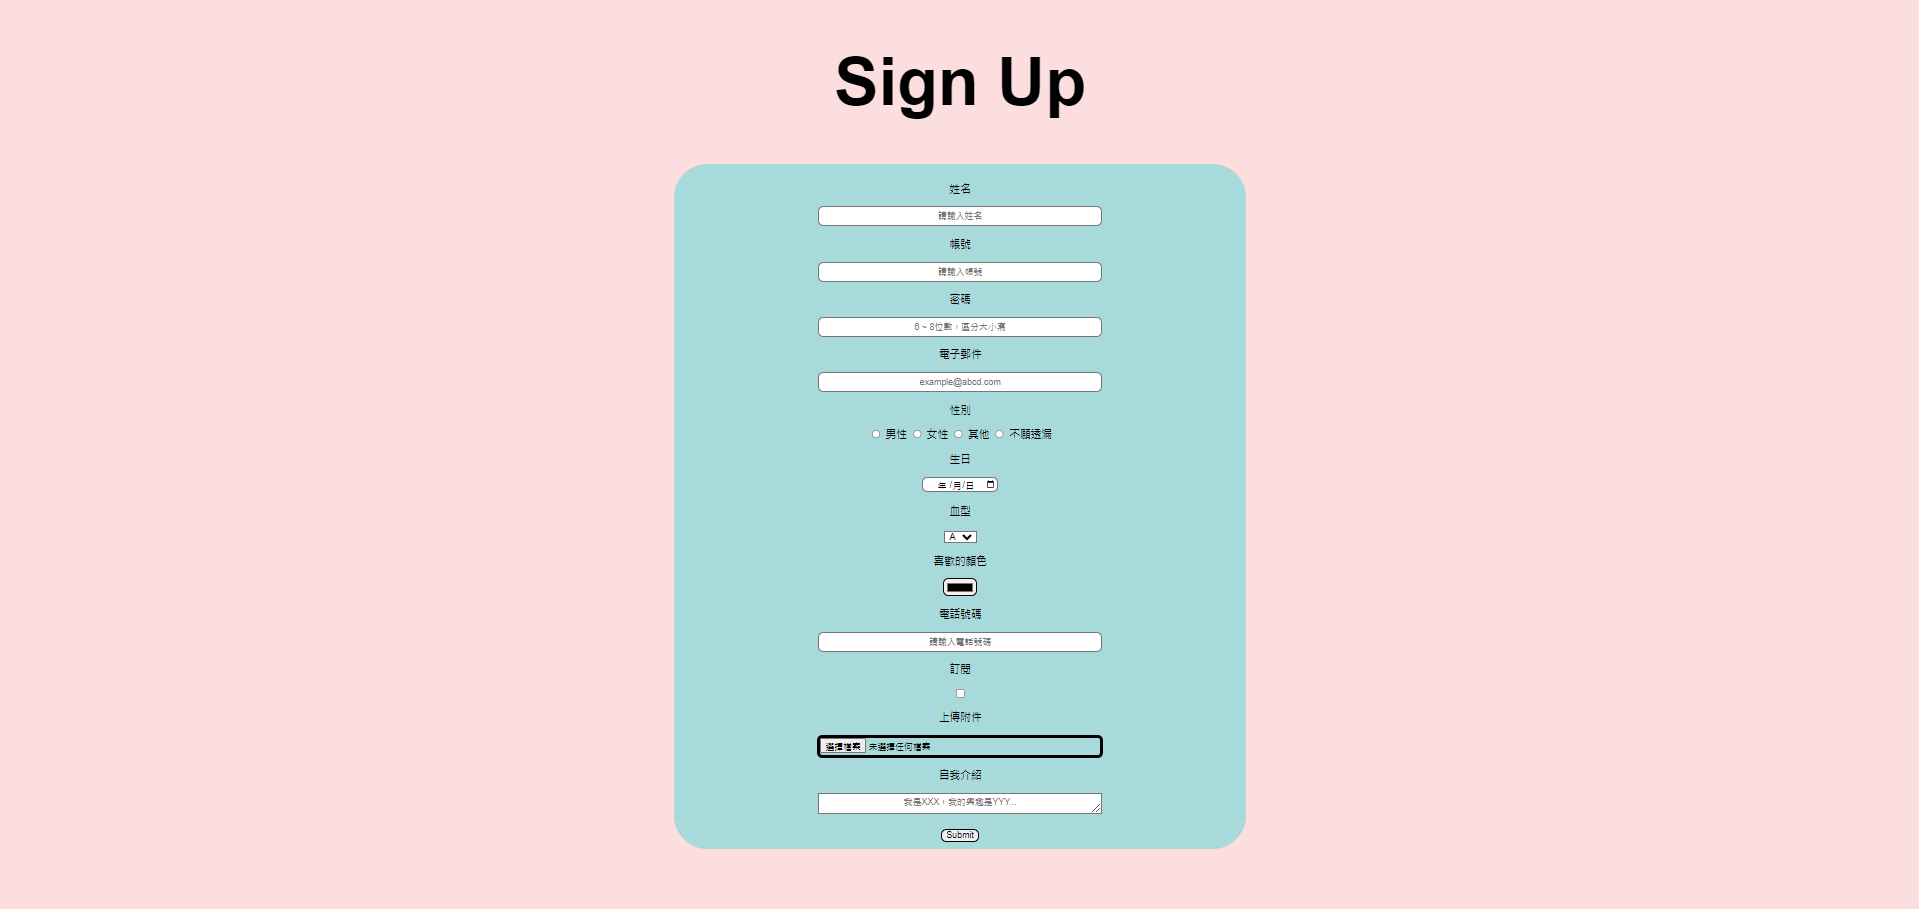 Sign Up
姓名
請輸入姓名
帳號
請輸入帳號
密碼
6 ~ 8位數，區分大小寫
電子郵件
example@abcd.com
性別
男性 女性 其他 不願透漏
生日
年 /月/日
血型
A
喜歡的顏色
電話號碼
請輸入電話號碼
訂閱
上傳附件
選擇檔案 未選擇任何檔案
自我介紹
我是XXX，我的興趣是YYY...
Submit